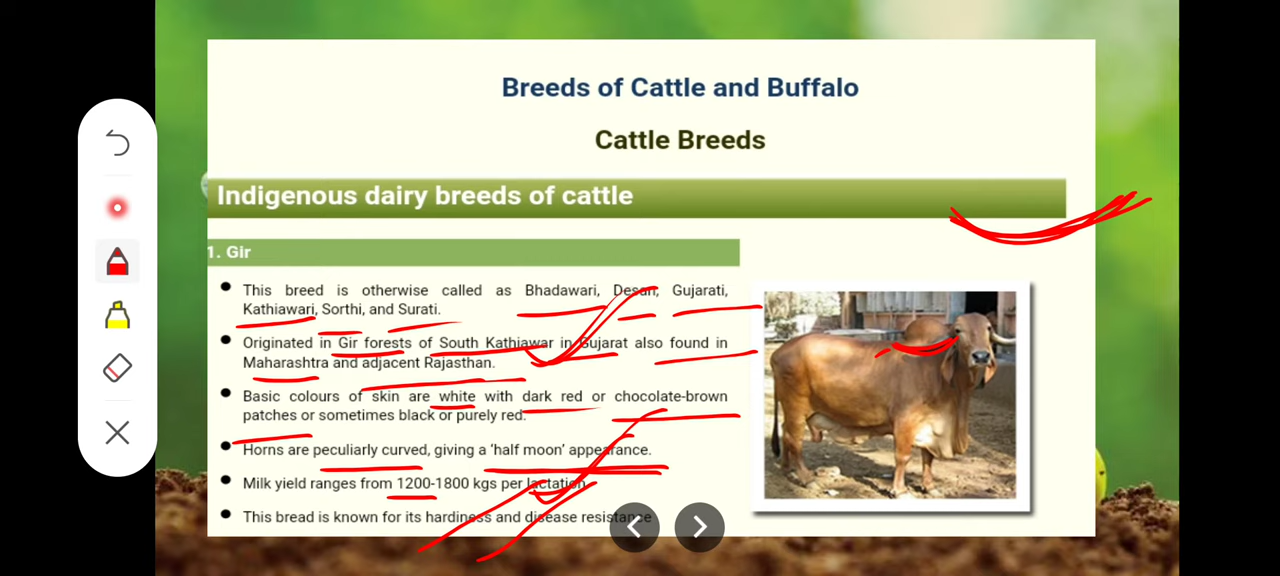 Breeds of Cattle and Buffalo
Cattle Breeds
Indigenous dairy breeds of cattle
1. Gir
This breed is otherwise called as Bhadawari, Desan, Gujarati,
Kathiawari, Sorthi, and Surati.
Originated in Gir forests of South Kathiawar in Gujarat also found in
Maharashtra and adjacent Rajasthan.
Basic colours of skin are white with dark red or chocolate-brown
patches or sometimes black or purely red.
Horns are peculiarly curved, giving a ‘half moon’ appearance.
Milk yield ranges from 1200-1800 kgs per lactation.
This bread is known for its hardiness and disease resistance